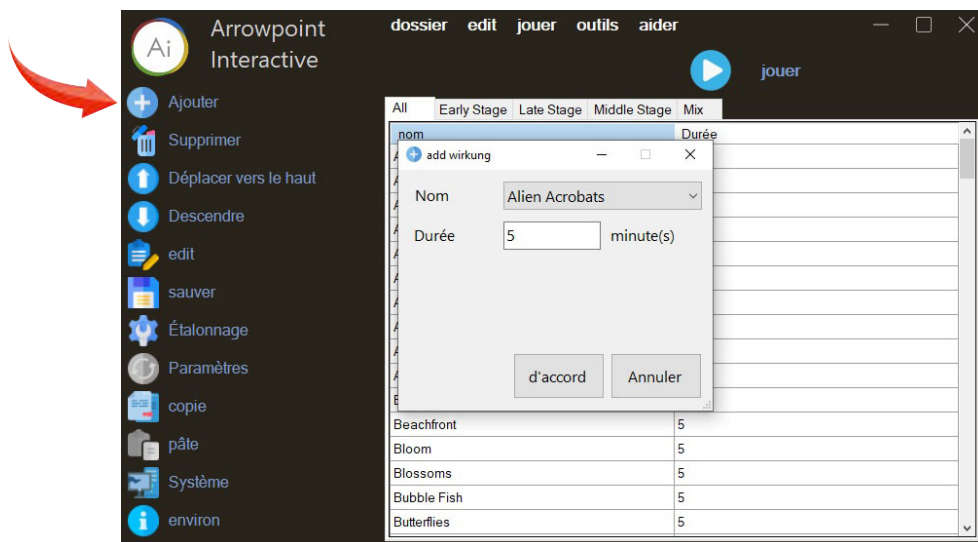 Ai
Arrowpoint
Interactive
dossier edit jouer outils aider
jouer
Ajouter
Supprimer
Déplacer vers le haut
Descendre
edit
sauver
Étalonnage
Paramètres
copie
pâte
Système
environ
All Early Stage Late Stage Middle Stage Mix
nom Durée
add wirkung
Nom Alien Acrobats
Durée 5 minute(s)
d'accord Annuler
Beachfront 5
Bloom 5
Blossoms 5
Bubble Fish 5
Butterflies 5